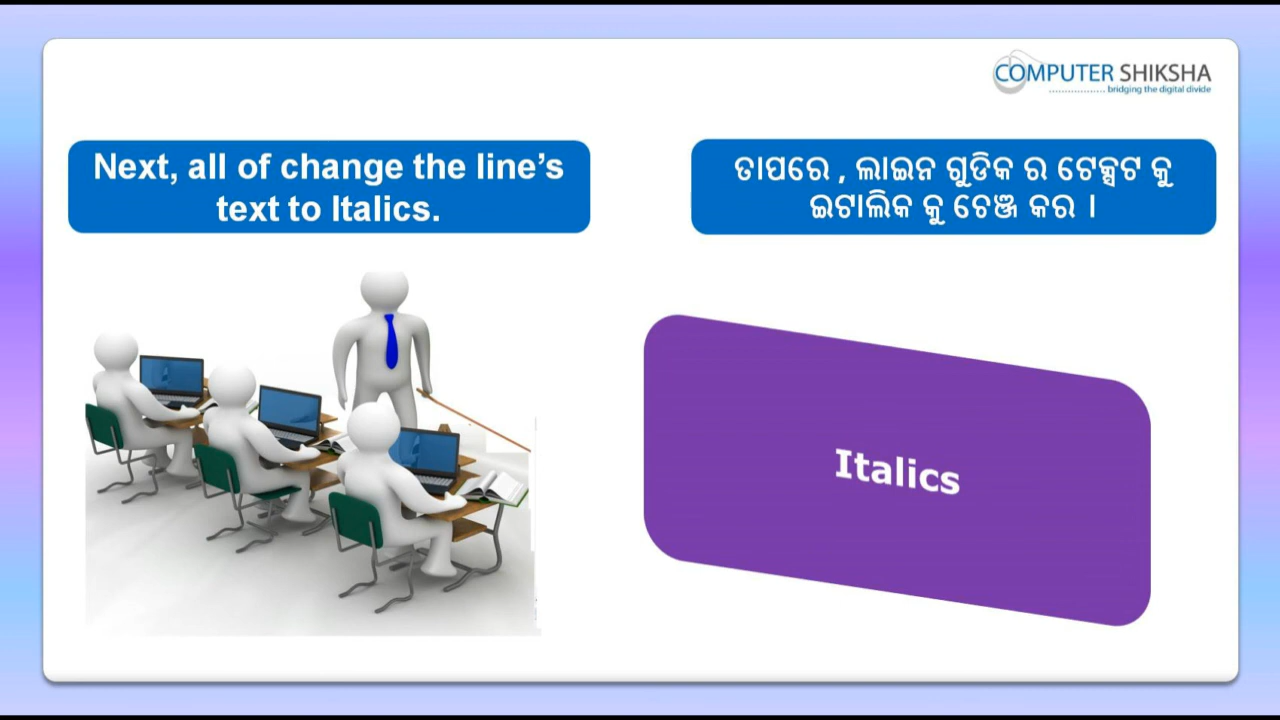 COMPUTER SHIKSHA
bridging the digital divide
Next, all of change the line’s
text to Italics.
ତାପରେ , ଲାଇନ ଗୁଡିକ ର ଟେକ୍ସଟ କୁ
ଇଟାଲିକ କୁ ଚେଞ୍ଜ କର ।
Italics